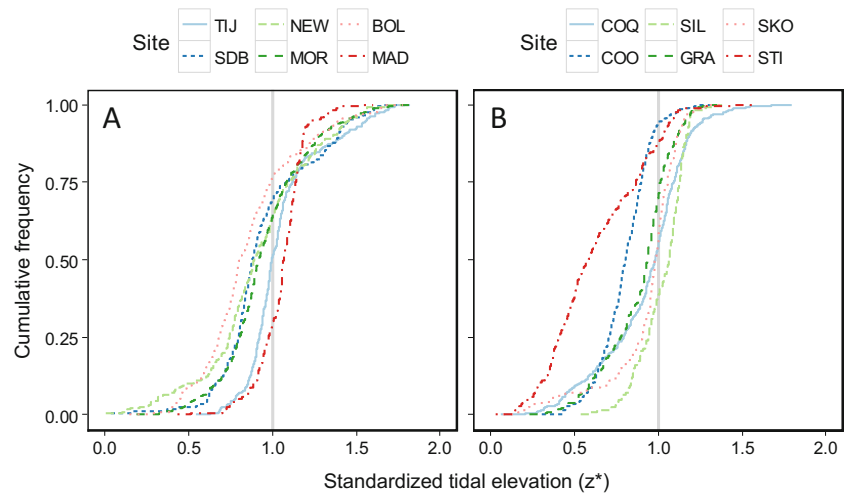 Site
TIJ
NEW
BOL
SDB
MOR
MAD
Site
COQ
SIL
SKO
COO
GRA
STI
A
B
Cumulative frequency
1.00
0.75
0.50
0.25
0.00
0.0 0.5 1.0 1.5 2.0
0.0 0.5 1.0 1.5 2.0
Standardized tidal elevation (z*)